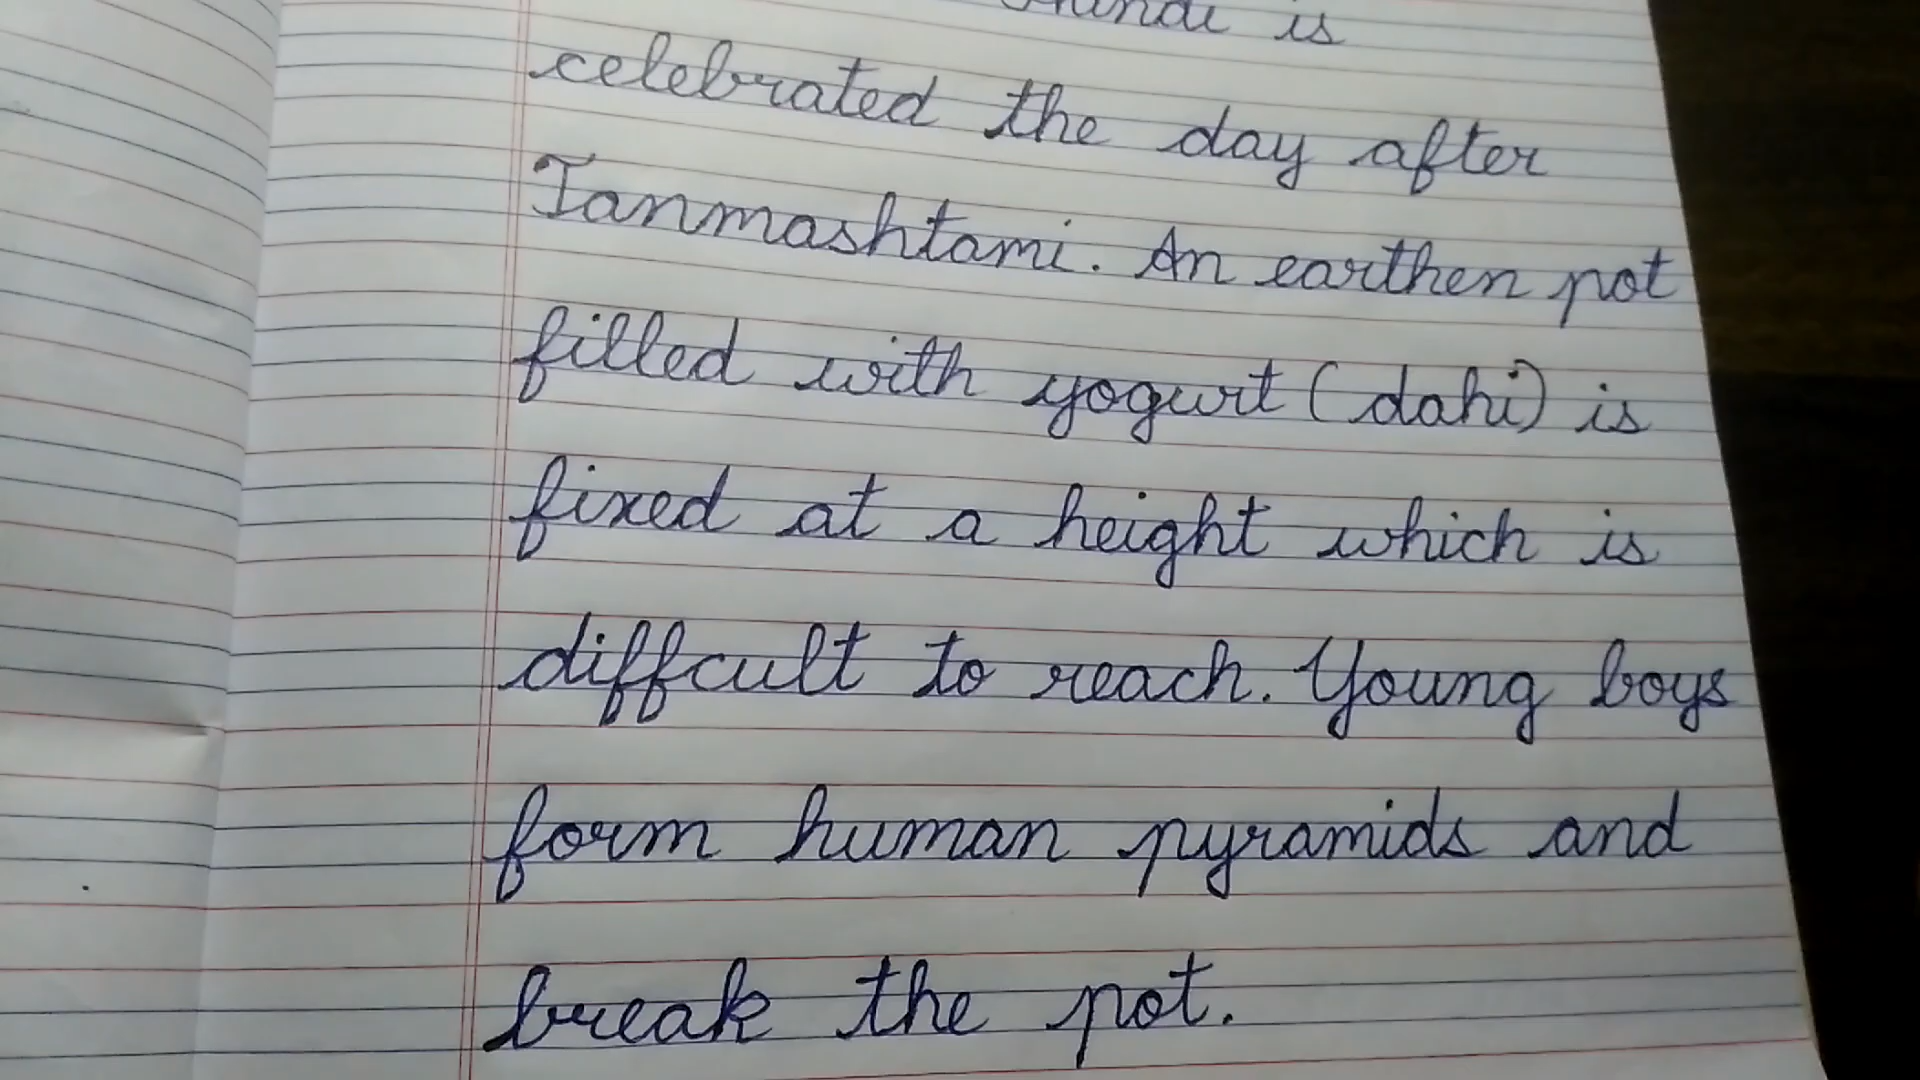 is
celebrated the day after
Ianmashtami. An earthen pot
filled with yogurt (dahi) is
fixed at a height which is
diffcult to reach. Young boys
form human pyramids and
break the pot.